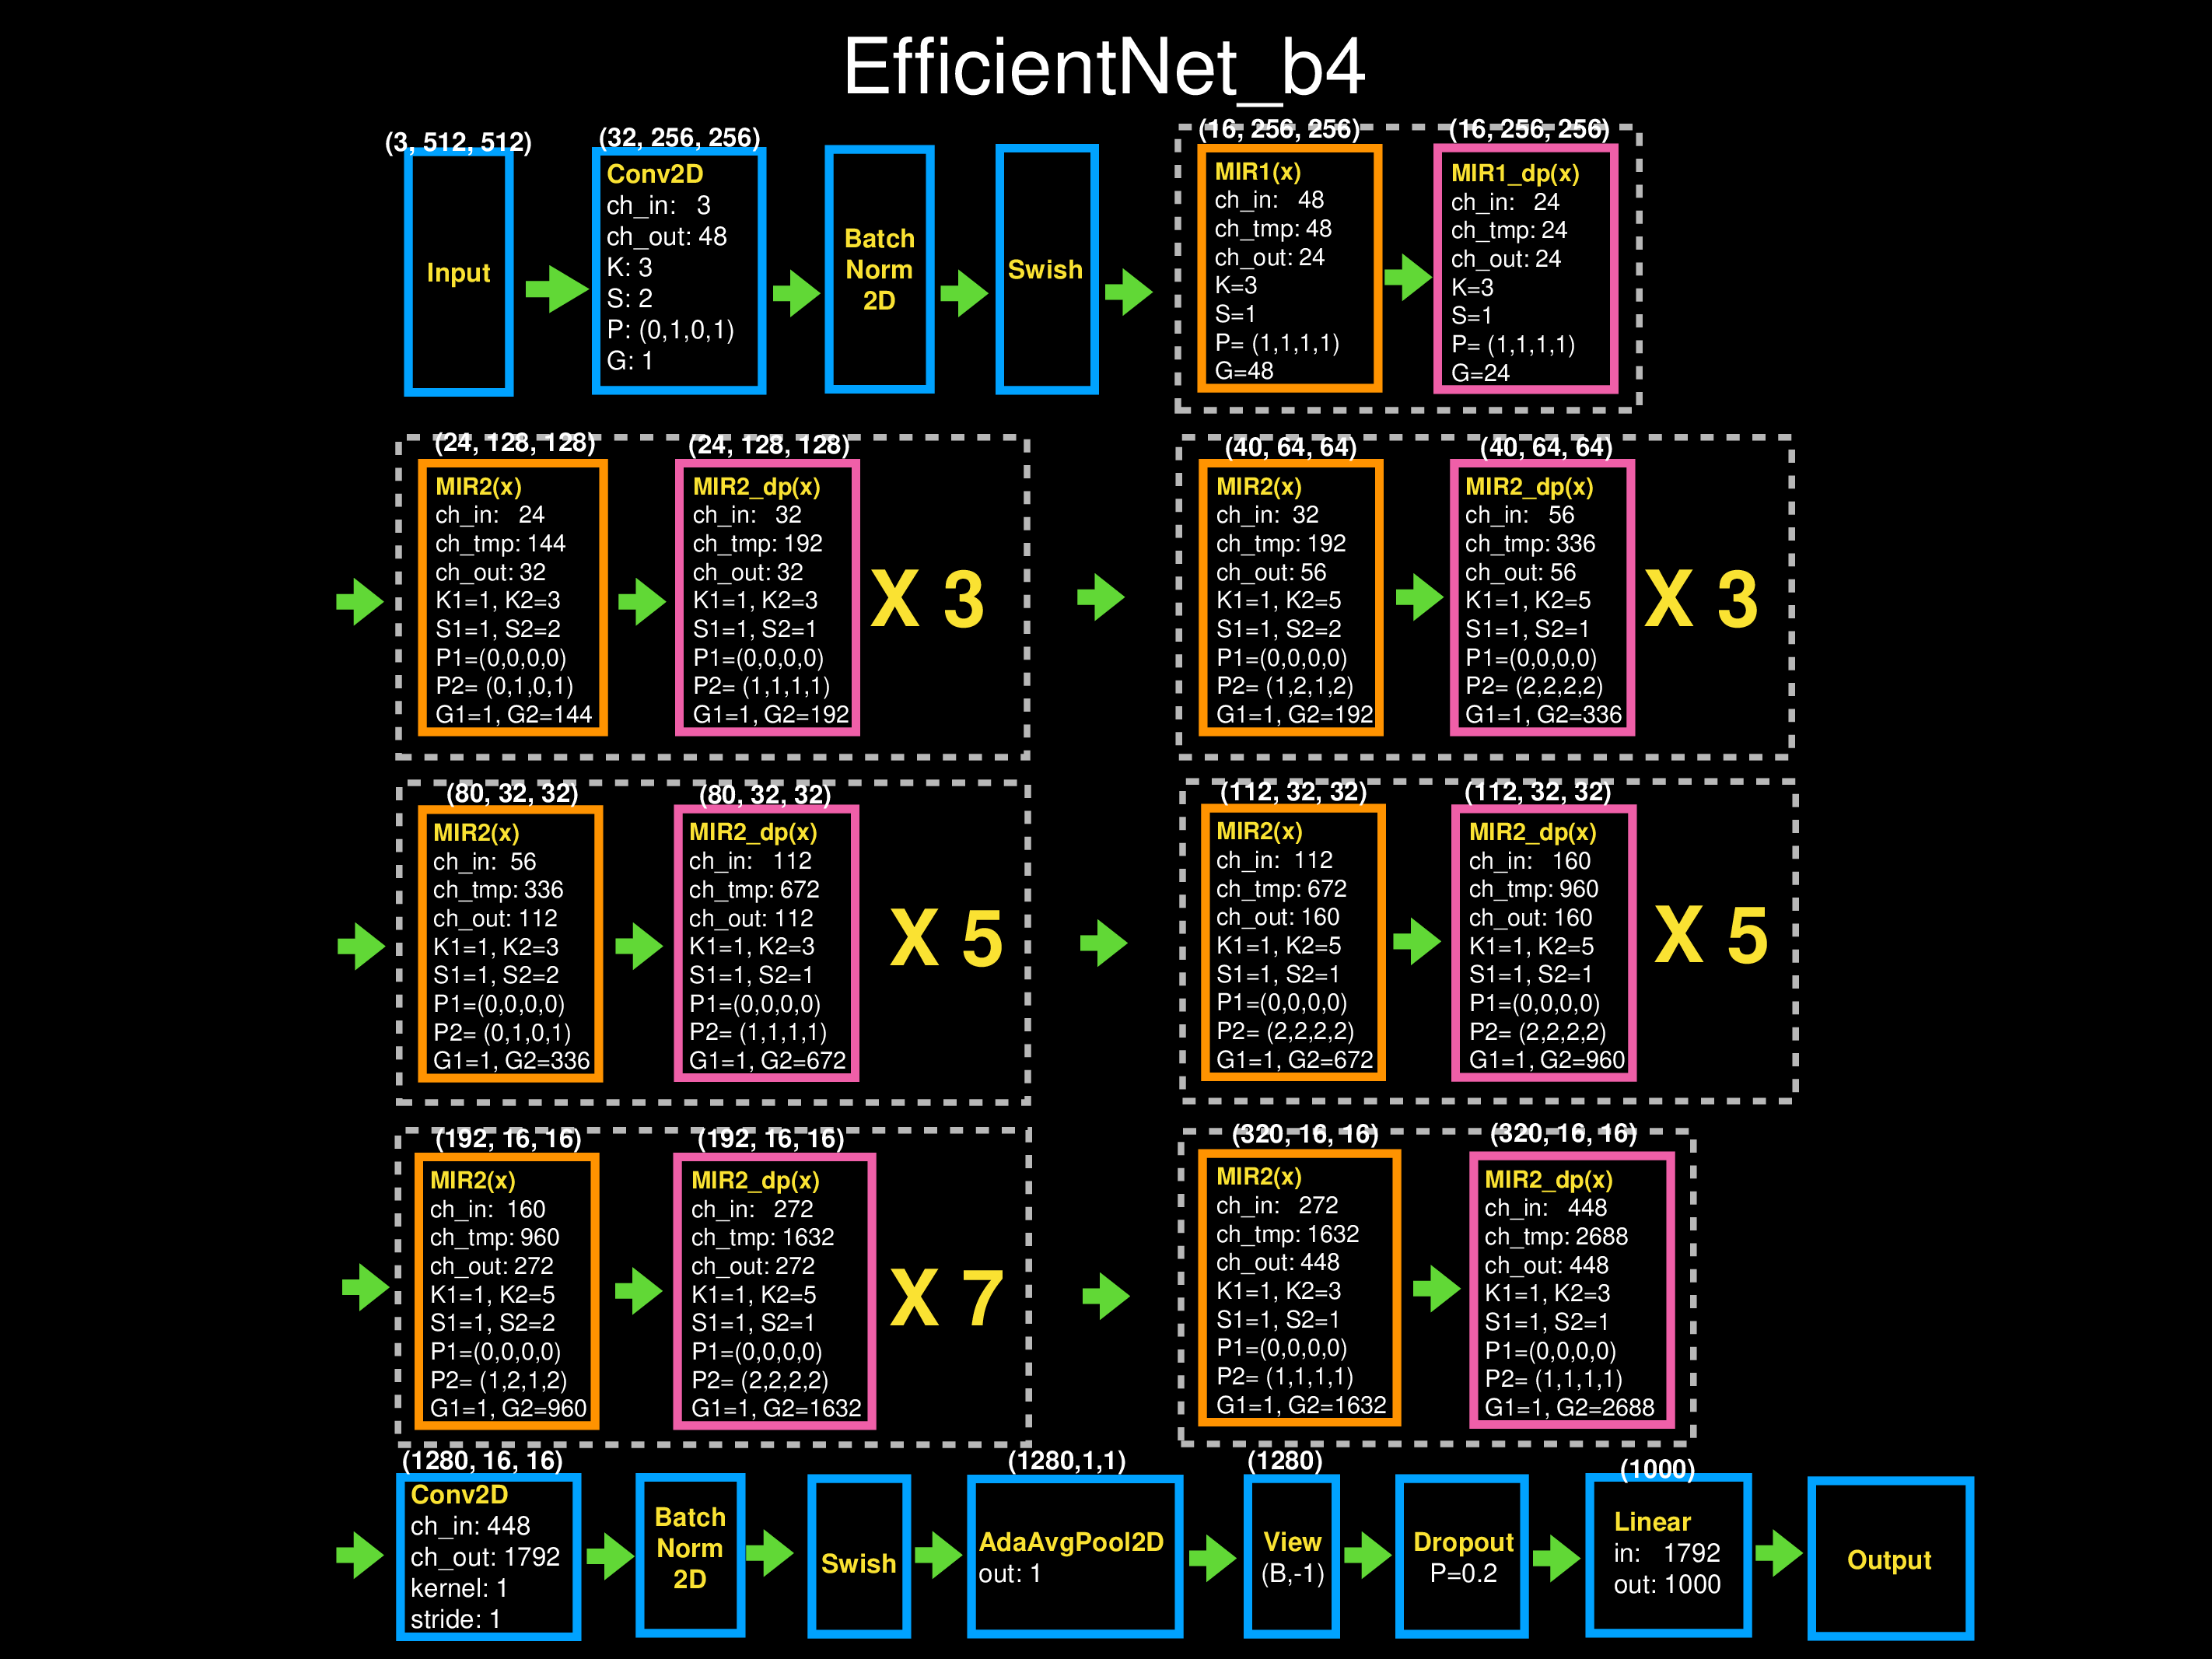 EfficientNet_b4
(3, 512, 512)
Input
(32, 256, 256)
Conv2D
ch_in: 3
ch_out: 48
K: 3
S: 2
P: (0,1,0,1)
G: 1
Batch
Norm
2D
Swish
(16, 256, 256)
MIR1(x)
ch_in: 48
ch_tmp: 48
ch_out: 24
K=3
S=1
P= (1,1,1,1)
G=48
(16, 256, 256)
MIR1_dp(x)
ch_in: 24
ch_tmp: 24
ch_out: 24
K=3
S=1
P= (1,1,1,1)
G=24
(24, 128, 128)
MIR2(x)
ch_in: 24
ch_tmp: 144
ch_out: 32
K1=1, K2=3
S1=1, S2=2
P1=(0,0,0,0)
P2= (0,1,0,1)
G1=1, G2=144
(24, 128, 128)
MIR2_dp(x)
ch_in: 32
ch_tmp: 192
ch_out: 32
K1=1, K2=3
S1=1, S2=1
P1=(0,0,0,0)
P2= (1,1,1,1)
G1=1, G2=192
X 3
(40, 64, 64)
MIR2(x)
ch_in: 32
ch_tmp: 192
ch_out: 56
K1=1, K2=5
S1=1, S2=2
P1=(0,0,0,0)
P2= (1,2,1,2)
G1=1, G2=192
(40, 64, 64)
MIR2_dp(x)
ch_in: 56
ch_tmp: 336
ch_out: 56
K1=1, K2=5
S1=1, S2=1
P1=(0,0,0,0)
P2= (2,2,2,2)
G1=1, G2=336
X 3
(80, 32, 32)
MIR2(x)
ch_in: 56
ch_tmp: 336
ch_out: 112
K1=1, K2=3
S1=1, S2=2
P1=(0,0,0,0)
P2= (0,1,0,1)
G1=1, G2=336
(80, 32, 32)
MIR2_dp(x)
ch_in: 112
ch_tmp: 672
ch_out: 112
K1=1, K2=3
S1=1, S2=1
P1=(0,0,0,0)
P2= (1,1,1,1)
G1=1, G2=672
X 5
(112, 32, 32)
MIR2(x)
ch_in: 112
ch_tmp: 672
ch_out: 160
K1=1, K2=5
S1=1, S2=1
P1=(0,0,0,0)
P2= (2,2,2,2)
G1=1, G2=672
(112, 32, 32)
MIR2_dp(x)
ch_in: 160
ch_tmp: 960
ch_out: 160
K1=1, K2=5
S1=1, S2=1
P1=(0,0,0,0)
P2= (2,2,2,2)
G1=1, G2=960
X 5
(192, 16, 16)
MIR2(x)
ch_in: 160
ch_tmp: 960
ch_out: 272
K1=1, K2=5
S1=1, S2=2
P1=(0,0,0,0)
P2= (1,2,1,2)
G1=1, G2=960
(192, 16, 16)
MIR2_dp(x)
ch_in: 272
ch_tmp: 1632
ch_out: 272
K1=1, K2=5
S1=1, S2=1
P1=(0,0,0,0)
P2= (2,2,2,2)
G1=1, G2=1632
X 7
(320, 16, 16)
MIR2(x)
ch_in: 272
ch_tmp: 1632
ch_out: 448
K1=1, K2=3
S1=1, S2=1
P1=(0,0,0,0)
P2= (1,1,1,1)
G1=1, G2=1632
(320, 16, 16)
MIR2_dp(x)
ch_in: 448
ch_tmp: 2688
ch_out: 448
K1=1, K2=3
S1=1, S2=1
P1=(0,0,0,0)
P2= (1,1,1,1)
G1=1, G2=2688
(1280, 16, 16)
Conv2D
ch_in: 448
ch_out: 1792
kernel: 1
stride: 1
Batch
Norm
2D
Swish
(1280,1,1)
AdaAvgPool2D
out: 1
(1280)
View
(B,-1)
Dropout
P=0.2
(1000)
Linear
in: 1792
out: 1000
Output